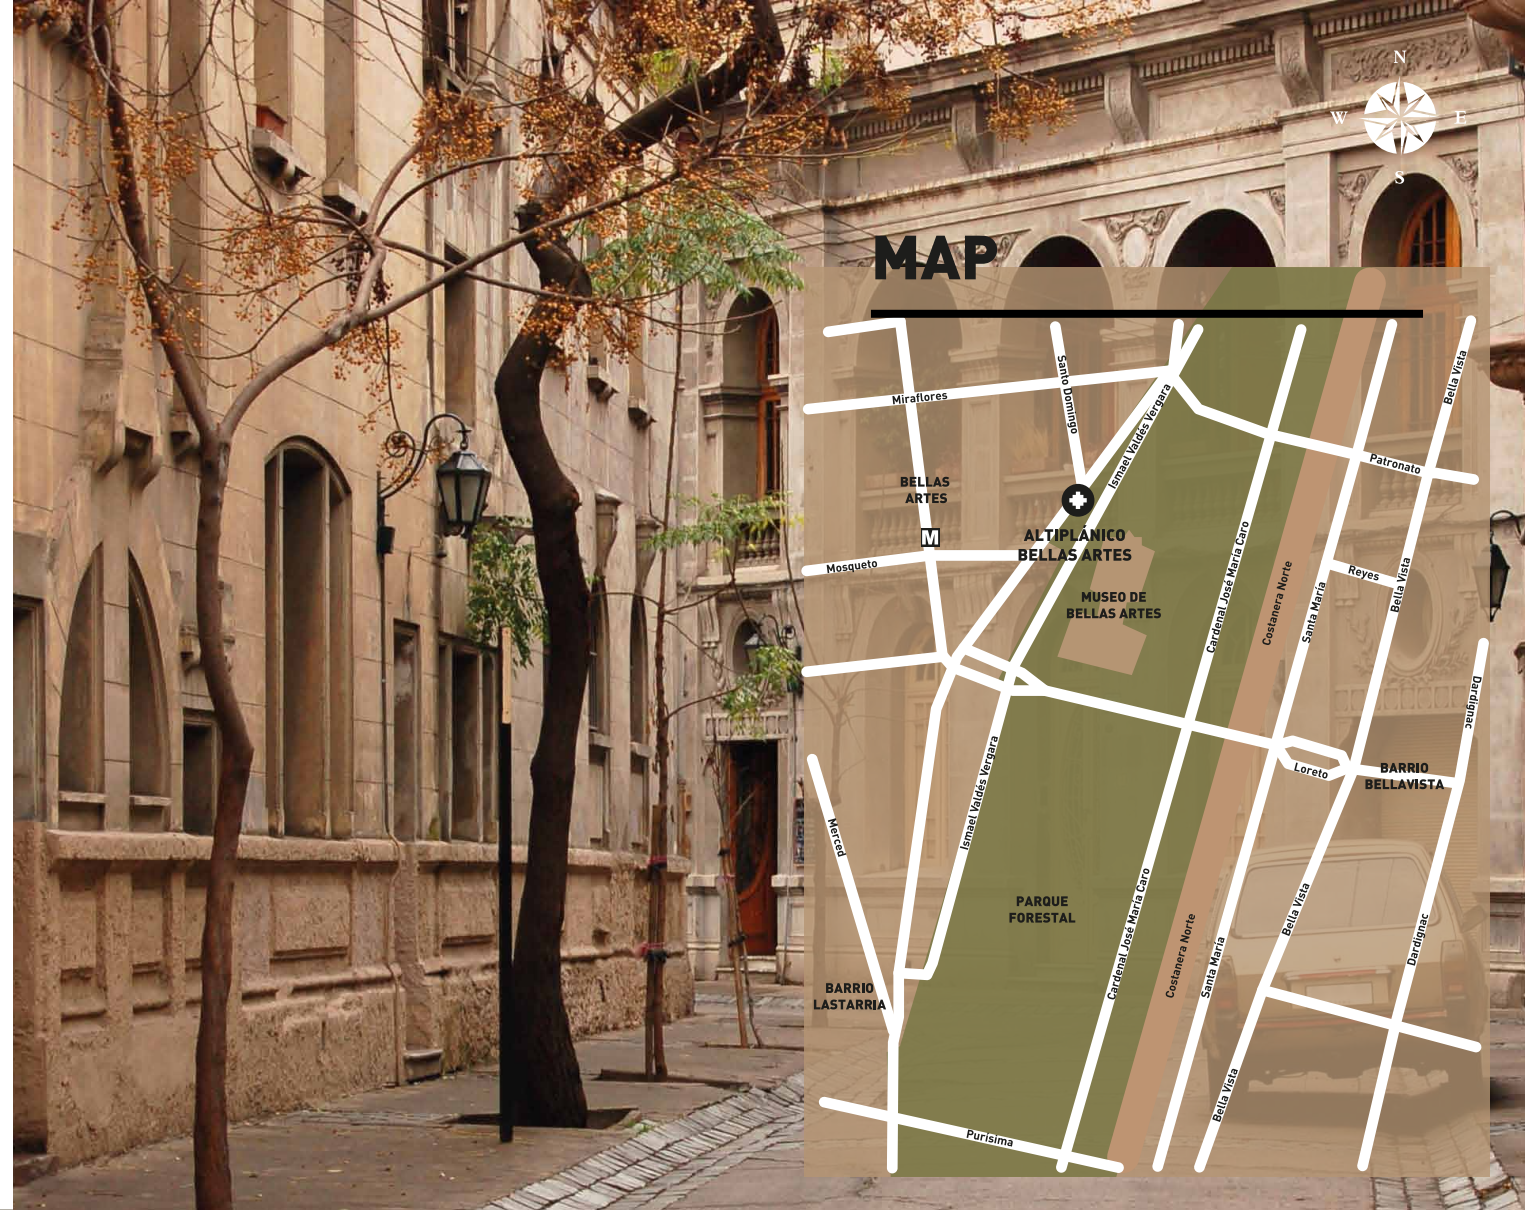 N
W
E
S
MAP
Santo Domingo
Miraflores
Ismael Valdés Vergara
Bella Vista
Patronato
BELLAS
ARTES
M
ALTIPLÁNICO
BELLAS ARTES
Mosqueto
Cardenal José María Caro
Costanera Norte
Santa María
Reyes
Bella Vista
MUSEO DE
BELLAS ARTES
Dardignac
Ismael Valdés Vergara
Loreto
BARRIO
BELLAVISTA
Merced
PARQUE
FORESTAL
Cardenal José María Caro
Costanera Norte
Santa María
Bella Vista
Dardignac
BARRIO
LASTARRIA
Bella Vista
Purísima